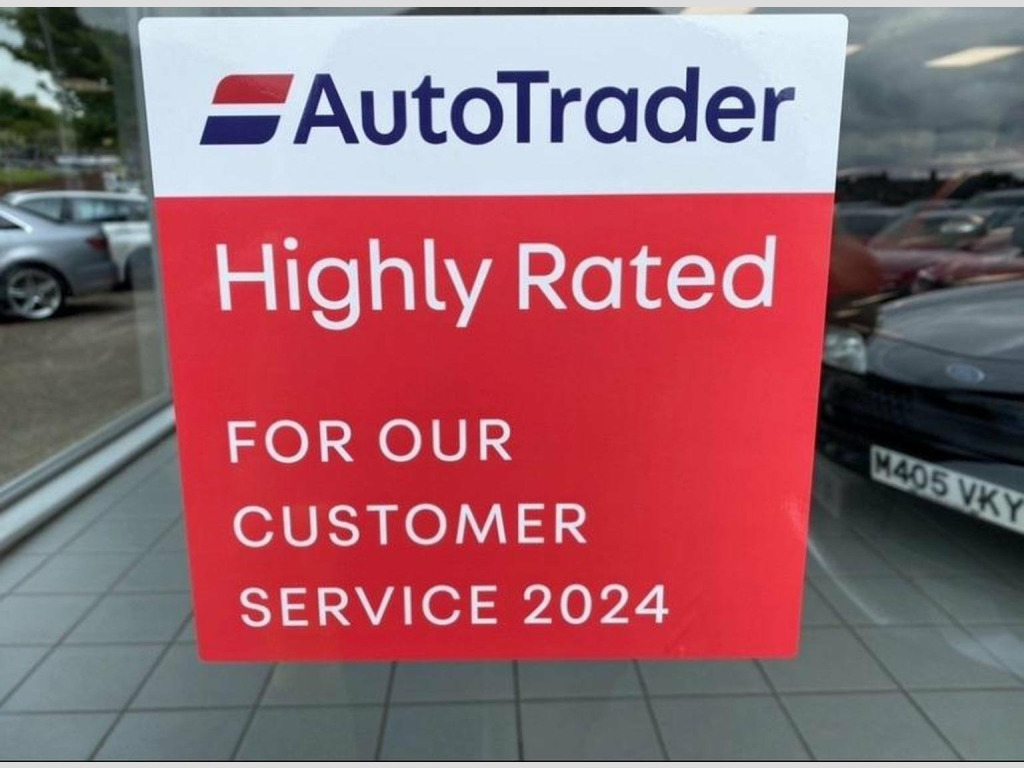 AutoTrader
Highly Rated
FOR OUR
CUSTOMER
SERVICE 2024
M405 VKY